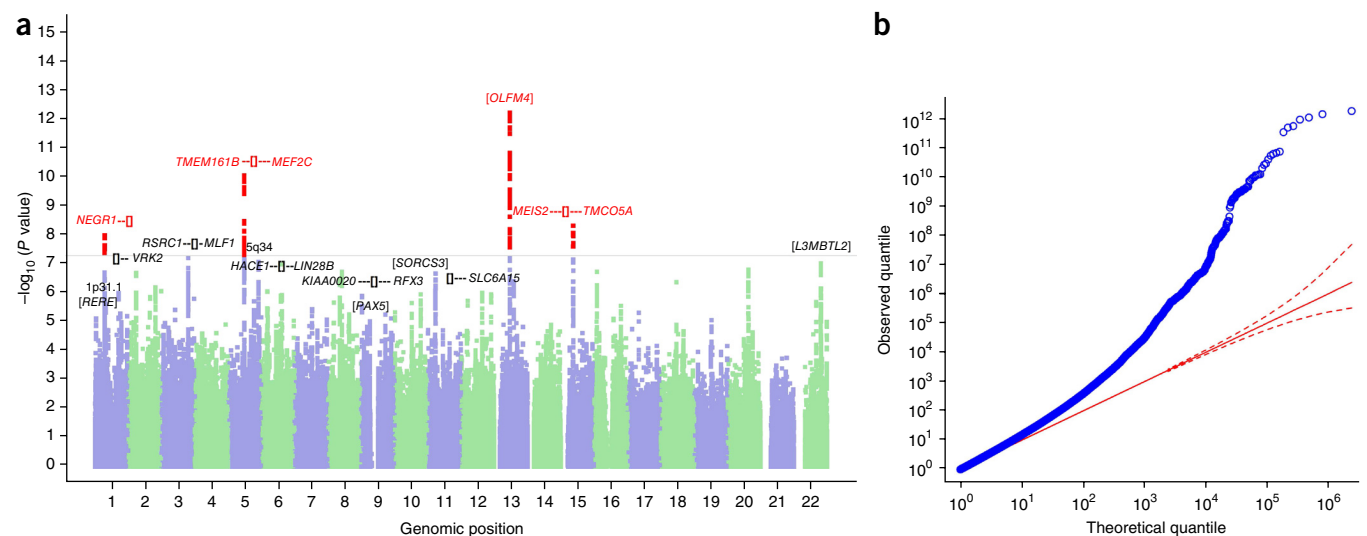 a
b
15
14
13
12
11
10
9
8
7
6
5
4
3
2
1
0
–log10 (P value)
[OLFM4]
TMEM161B--[]---MEF2C
NEGR1--[]
MEIS2---[]---TMCO5A
RSRC1--[]-MLF1
5q34
[L3MBTL2]
[]-- VRK2
HACE1--[]--LIN28B
[SORCS3]
KIAA0020 --[]-- RFX3
[]--- SLC6A15
1p31.1
[RERE]
[PAX5]
1 2 3 4 5 6 7 8 9 10 11 12 13 14 15 16 17 18 19 20 22
Genomic position
Observed quantile
10^12
10^11
10^10
10^9
10^8
10^7
10^6
10^5
10^4
10^3
10^2
10^1
10^0
10^0 10^1 10^2 10^3 10^4 10^5 10^6
Theoretical quantile